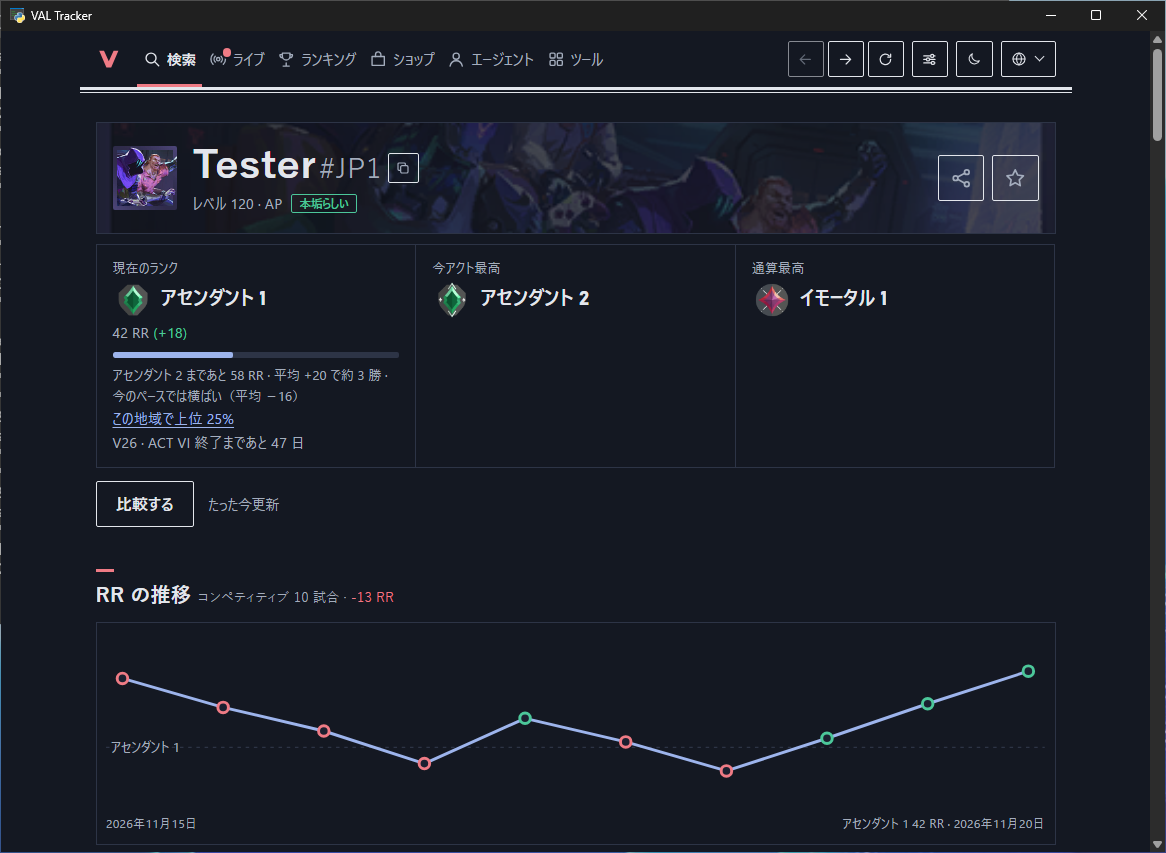 VAL Tracker
検索 ライブ ランキング ショップ エージェント ツール
Tester#JP1
レベル 120 · AP 本垢らしい
現在のランク
アセンダント 1
42 RR (+18)
アセンダント 2 まであと 58 RR · 平均 +20 で約 3 勝 ·
今のペースでは横ばい（平均 −16）
この地域で上位 25%
V26 · ACT VI 終了まであと 47 日
今アクト最高
アセンダント 2
通算最高
イモータル 1
比較する たった今更新
RR の推移 コンペティティブ 10 試合 · -13 RR
アセンダント 1
2026年11月15日
アセンダント 1 42 RR · 2026年11月20日